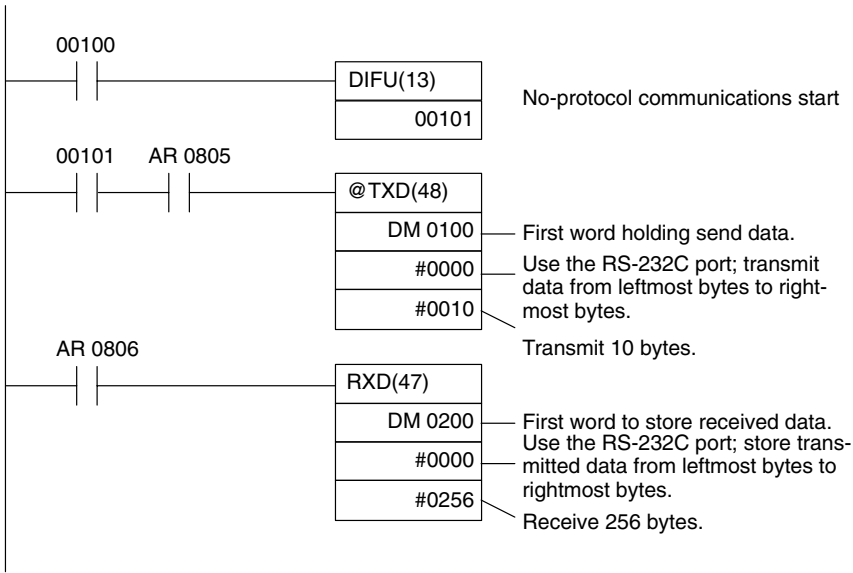 00100
DIFU(13)
00101
No-protocol communications start
00101 AR 0805
@TXD(48)
DM 0100
First word holding send data.
#0000
Use the RS-232C port; transmit
data from leftmost bytes to right-
most bytes.
#0010
Transmit 10 bytes.
AR 0806
RXD(47)
DM 0200
First word to store received data.
#0000
Use the RS-232C port; store trans-
mitted data from leftmost bytes to
rightmost bytes.
#0256
Receive 256 bytes.